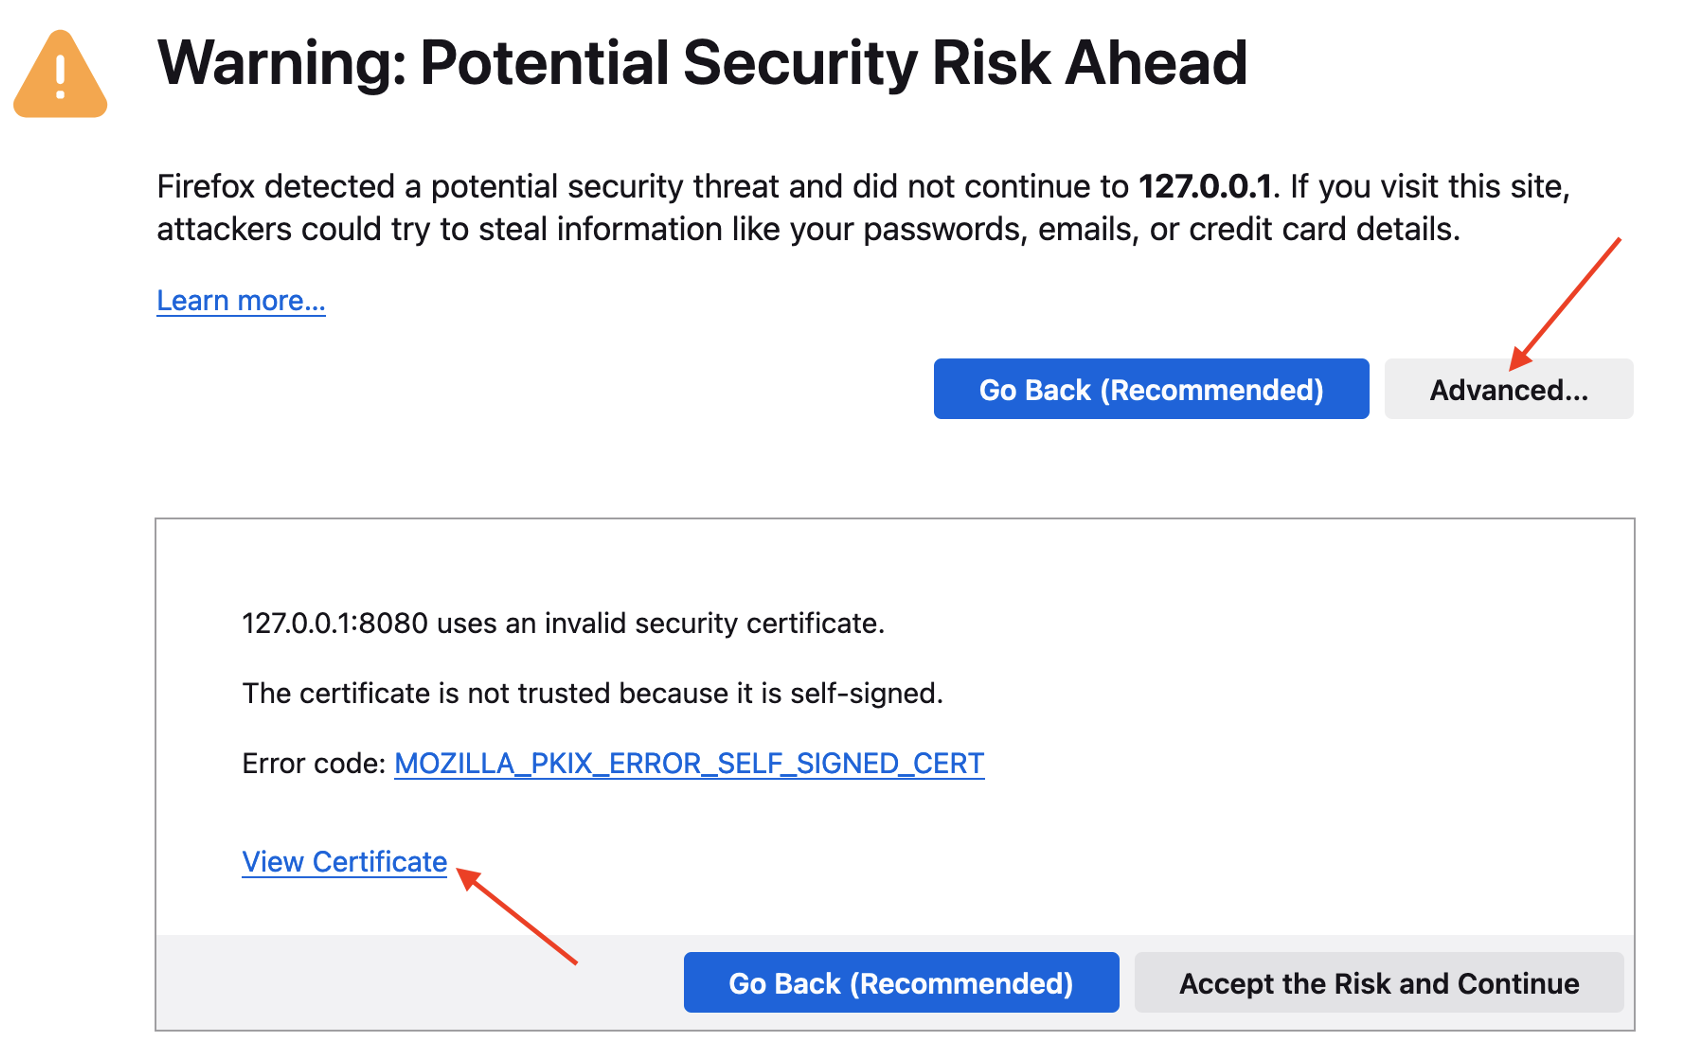 Warning: Potential Security Risk Ahead
Firefox detected a potential security threat and did not continue to 127.0.0.1. If you visit this site,
attackers could try to steal information like your passwords, emails, or credit card details.
Learn more...
Go Back (Recommended)
Advanced...
127.0.0.1:8080 uses an invalid security certificate.
The certificate is not trusted because it is self-signed.
Error code: MOZILLA_PKIX_ERROR_SELF_SIGNED_CERT
View Certificate
Go Back (Recommended)
Accept the Risk and Continue